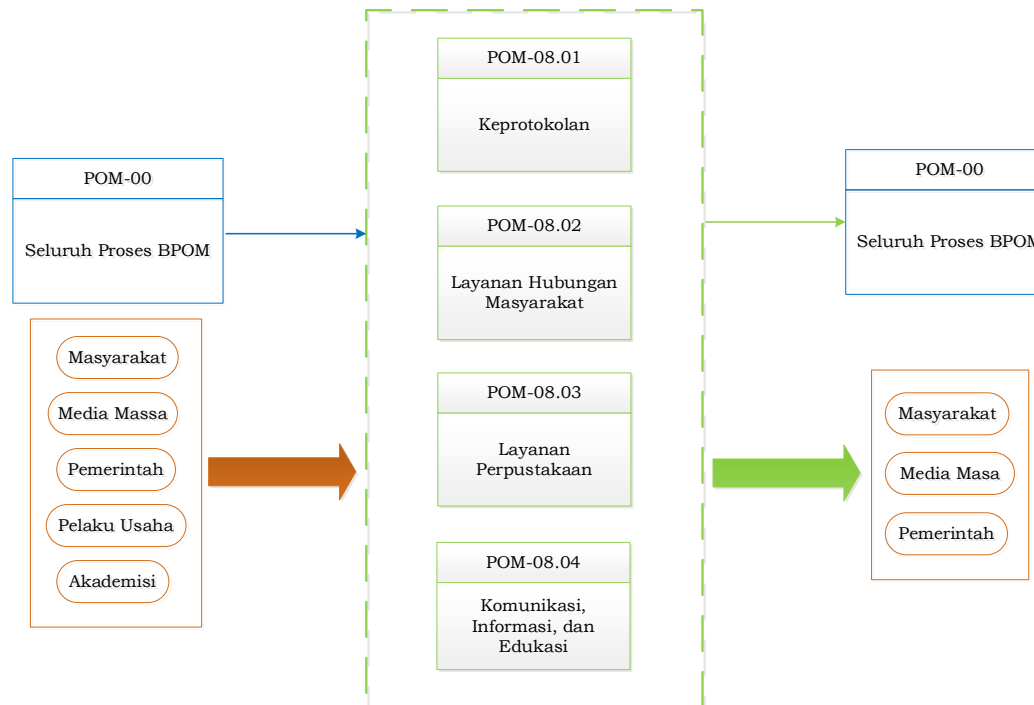 POM-00
Seluruh Proses BPOM
Masyarakat
Media Massa
Pemerintah
Pelaku Usaha
Akademisi
POM-08.01
Keprotokolan
POM-08.02
Layanan Hubungan
Masyarakat
POM-08.03
Layanan
Perpustakaan
POM-08.04
Komunikasi,
Informasi, dan
Edukasi
POM-00
Seluruh Proses BPOM
Masyarakat
Media Masa
Pemerintah